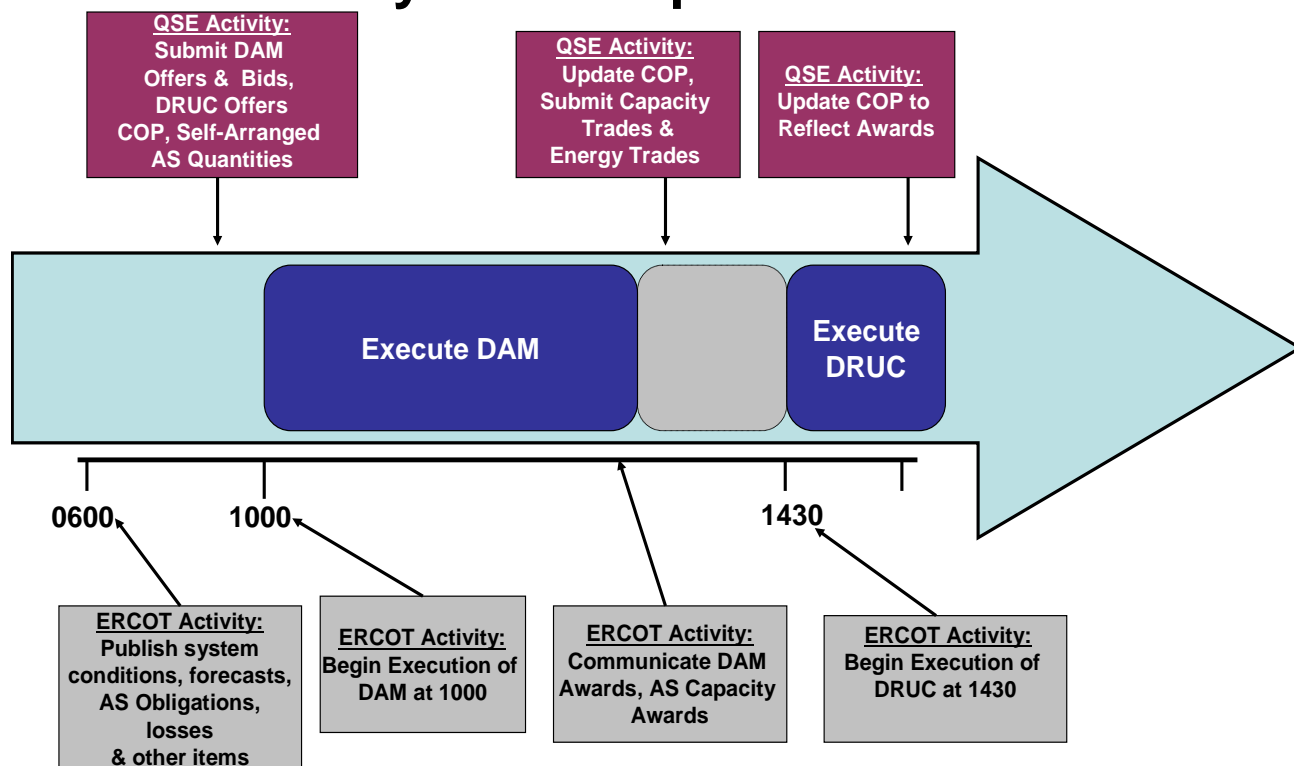 QSE Activity:
Submit DAM
Offers & Bids,
DRUC Offers
COP, Self-Arranged
AS Quantities
QSE Activity:
Update COP,
Submit Capacity
Trades &
Energy Trades
QSE Activity:
Update COP to
Reflect Awards
Execute DAM
Execute
DRUC
0600
1000
1430
ERCOT Activity:
Publish system
conditions, forecasts,
AS Obligations,
losses
& other items
ERCOT Activity:
Begin Execution of
DAM at 1000
ERCOT Activity:
Communicate DAM
Awards, AS Capacity
Awards
ERCOT Activity:
Begin Execution of
DRUC at 1430